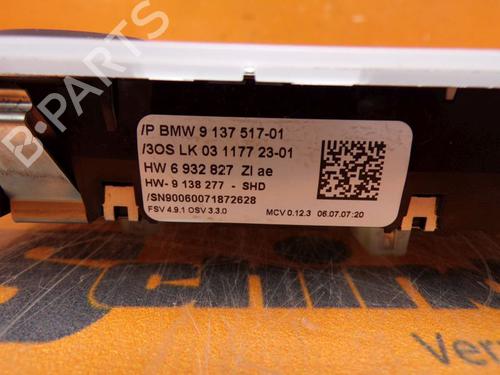 /P BMW 9 137 517-01
/3OS LK 03 1177 23-01
HW 6 932 827 ZI ae
HW- 9 138 277 - SHD
/SN90060071872628
FSV 4.9.1 OSV 3.3.0
MCV 0.12.3 06.07.07:20
B-PARTS